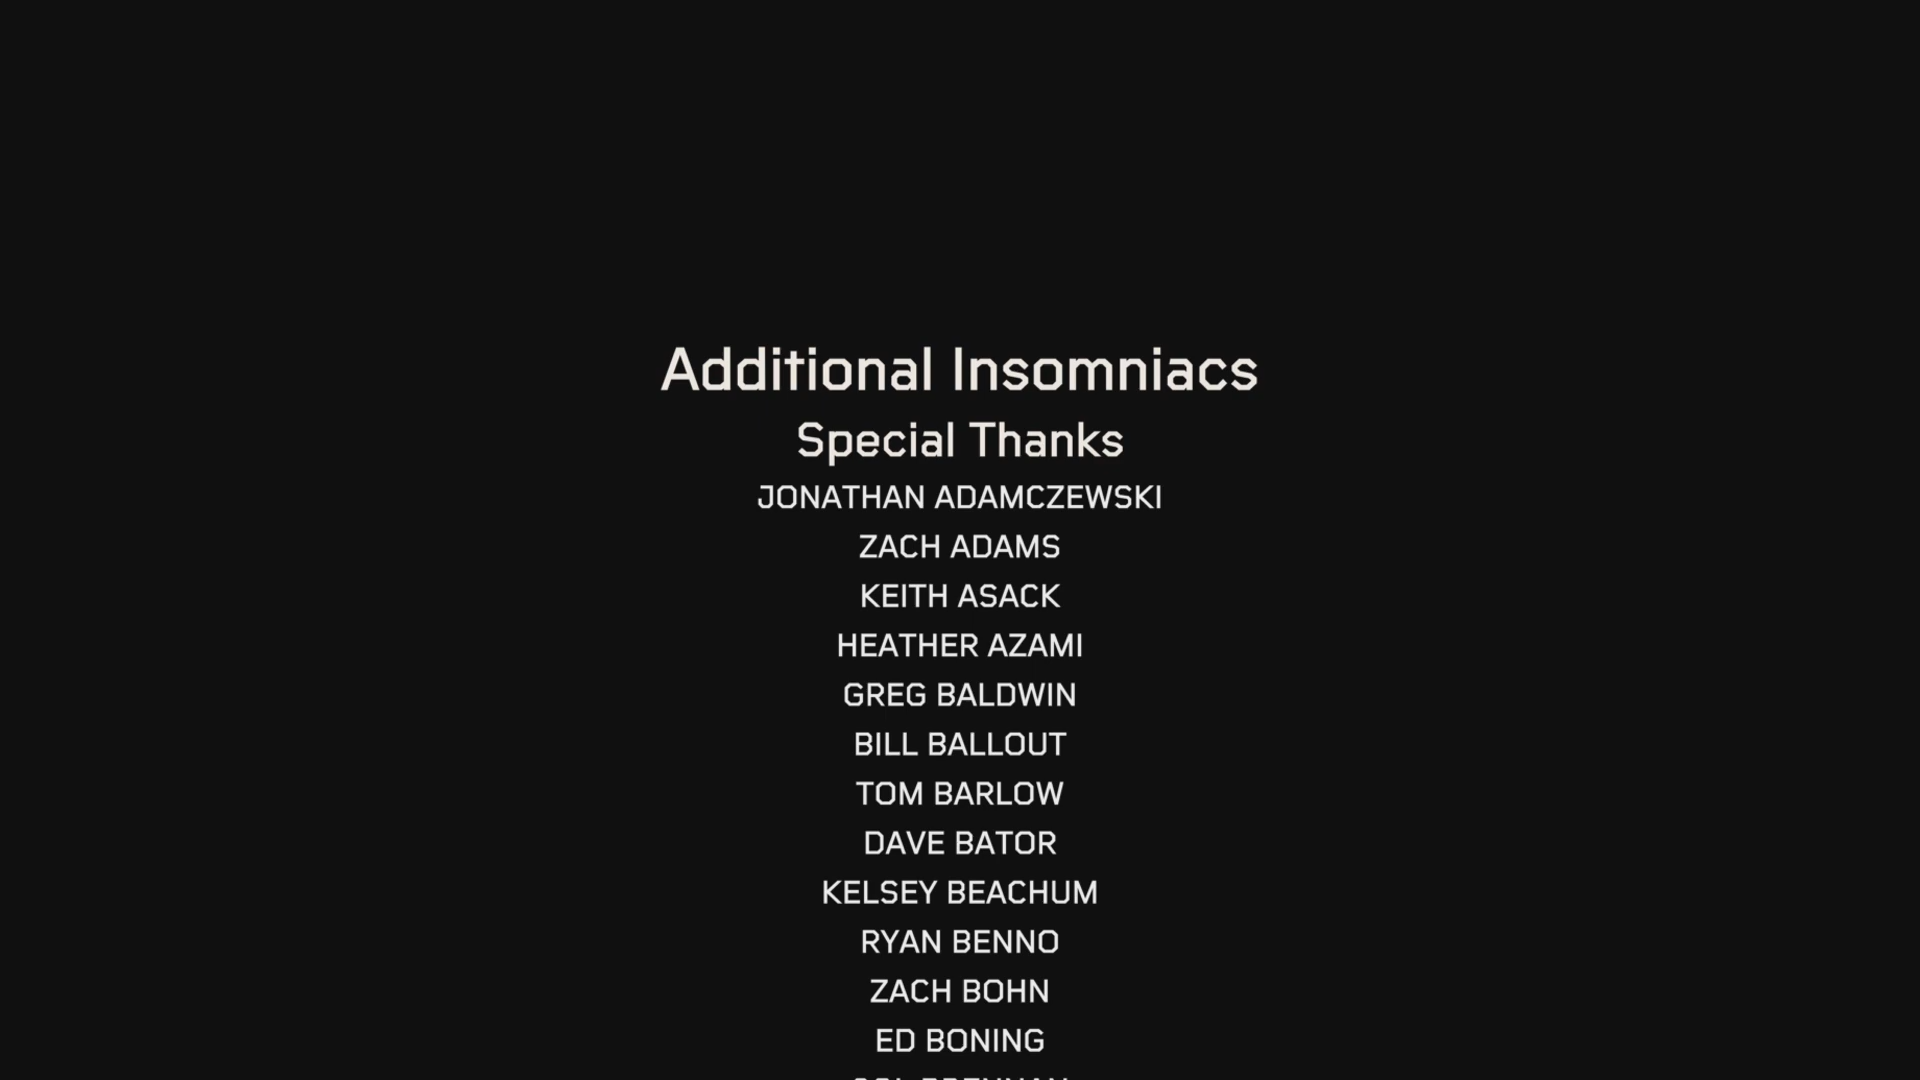 Additional Insomniacs
Special Thanks
JONATHAN ADAMCZEWSKI
ZACH ADAMS
KEITH ASACK
HEATHER AZAMI
GREG BALDWIN
BILL BALLOUT
TOM BARLOW
DAVE BATOR
KELSEY BEACHUM
RYAN BENNO
ZACH BOHN
ED BONING